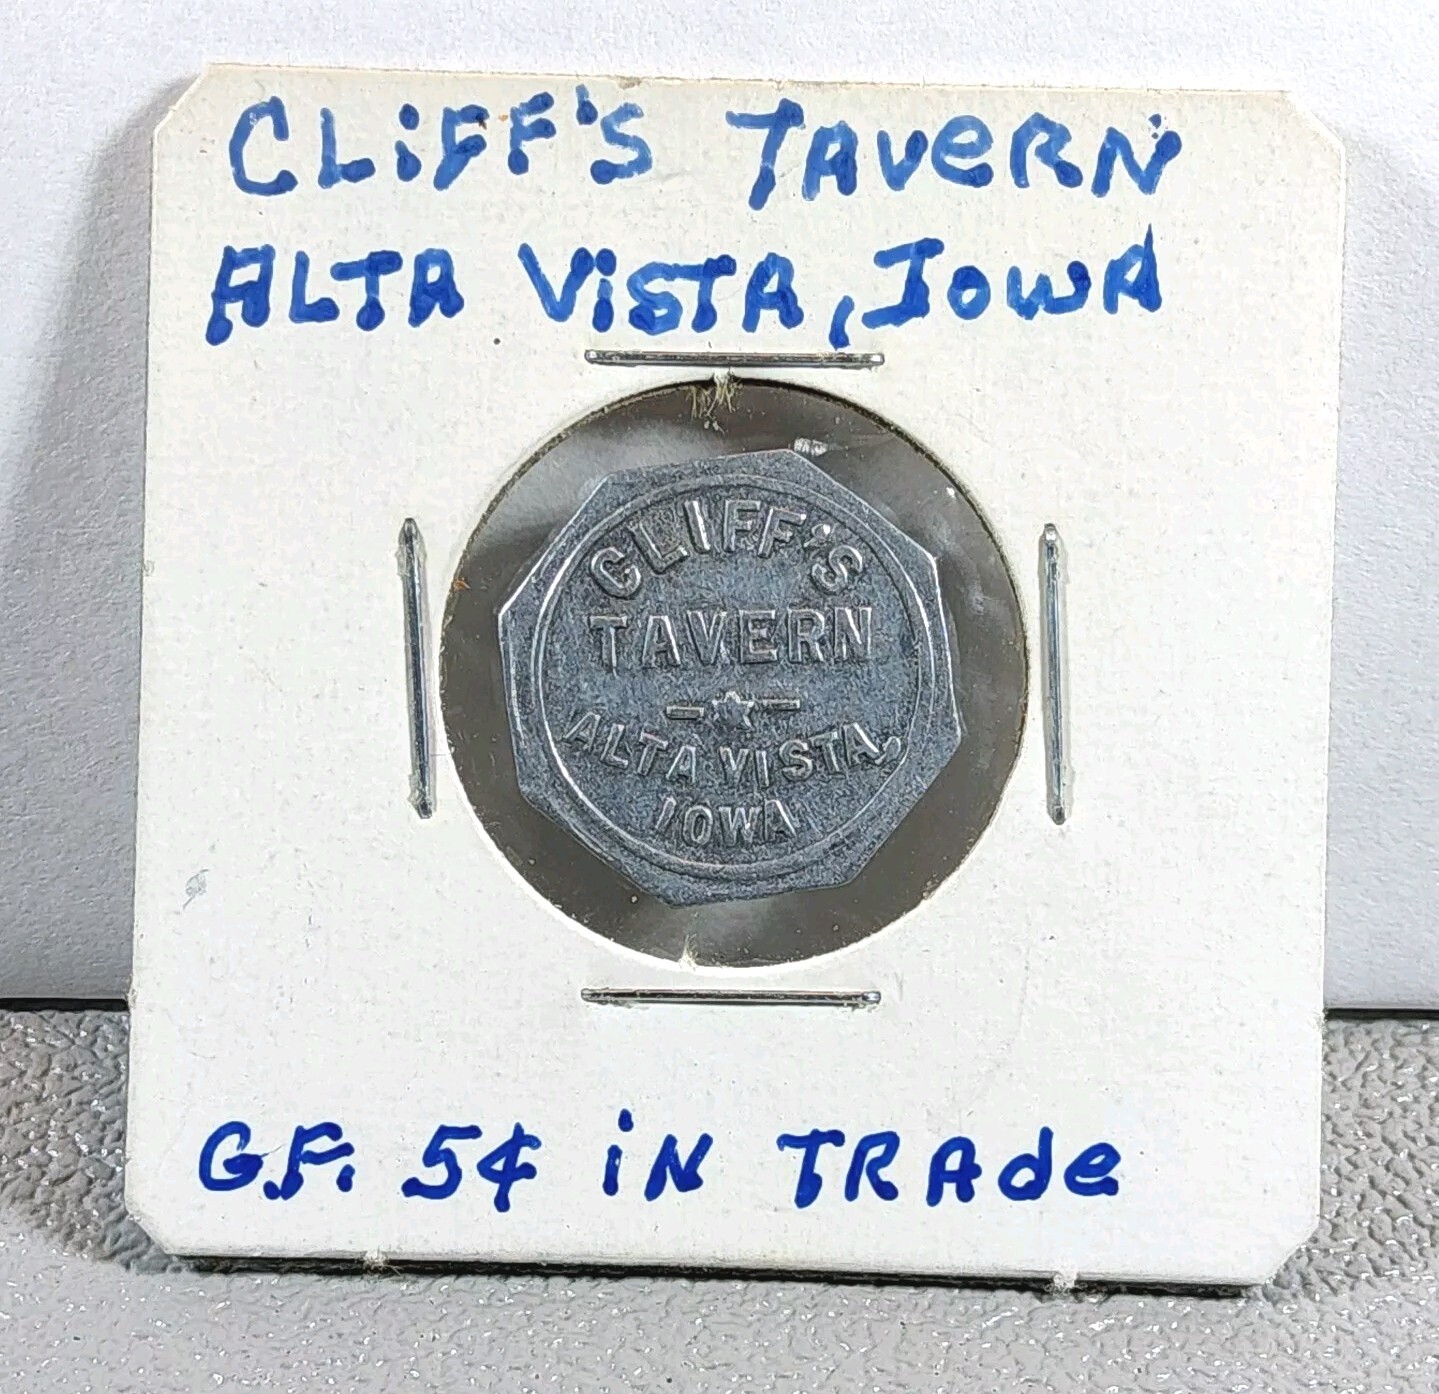 CLiFF'S TAVeRN
ALTA ViSTA, IowA
CLIFF'S
TAVERN
ALTA VISTA,
IOWA
G.F. 5¢ iN TRAde